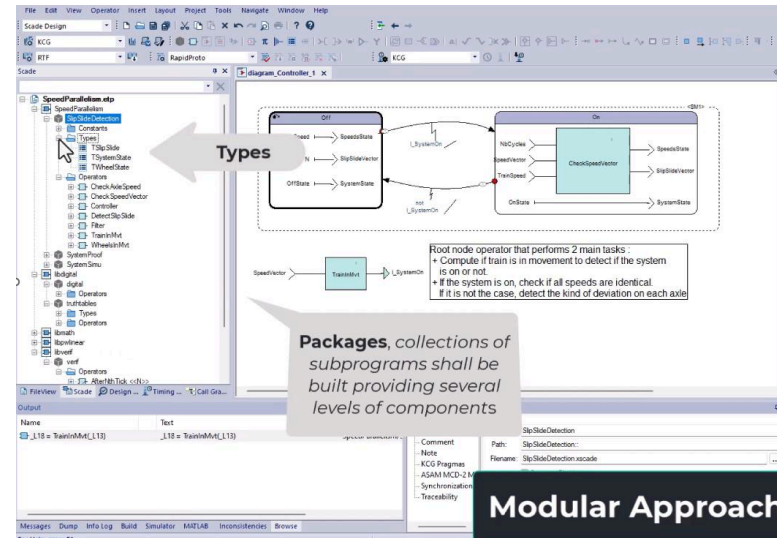 File Edit View Operator Insert Layout Project Tools Navigate Window Help
Scade Design
KCG
KCG
RTF
RapidProto
Scade
diagram_Controller_1
SpeedParallelism.etp
SpeedParallelism
SlipSlideDetection
Constants
Types
TSlipSlide
TSystemState
TWheelState
Operators
CheckAxleSpeed
CheckSpeedVector
Controller
DetectSlipSlide
Filter
TrainInMvt
WheelsInMvt
SystemProof
SystemSimu
libdigital
digital
Operators
truthtables
Types
Operators
libmath
libpwlinear
libverif
verif
Operators
AfterNthTick <<N>>
FileView Scade Design ... Timing ... Call Gra...
Types
<SM1>
Off
SpeedsState
N SlipSlideVector
OffState SystemState
I_SystemOn
not
I_SystemOn
On
NbCycles
SpeedVector
TrainSpeed
CheckSpeedVector
SpeedsState
SlipSlideVector
OnState SystemState
SpeedVector TrainInMvt I_SystemOn
Root node operator that performs 2 main tasks :
+ Compute if train is in movement to detect if the system
is on or not.
+ If the system is on, check if all speeds are identical.
If it is not the case, detect the kind of deviation on each axle
Packages, collections of
subprograms shall be
built providing several
levels of components
Output
Name Text
_L18 = TrainInMvt(_L13) _L18 = TrainInMvt(_L13)
Comment
Note
KCG Pragmas
ASAM MCD-2 M
Synchronization
Traceability
SlipSlideDetection
Path: SlipSlideDetection::
Filename: SlipSlideDetection.xscade
Modular Approach
Messages Dump Info Log Build Simulator MATLAB Inconsistencies Browse